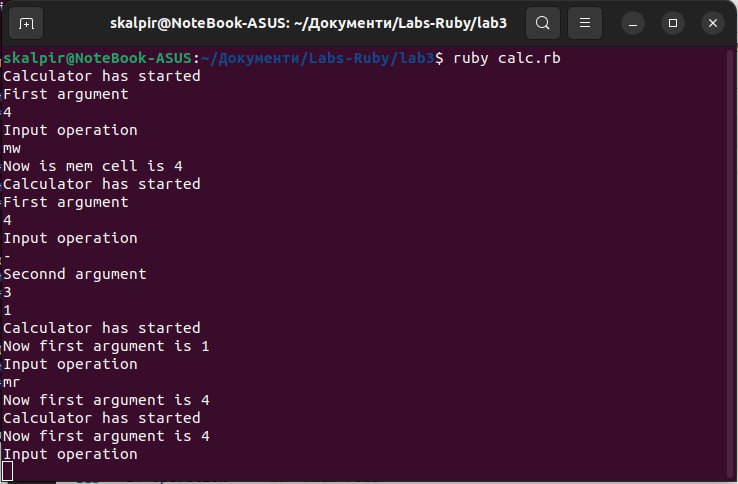 skalpir@NoteBook-ASUS: ~/Документи/Labs-Ruby/lab3
skalpir@NoteBook-ASUS:~/Документи/Labs-Ruby/lab3$ ruby calc.rb
Calculator has started
First argument
4
Input operation
mw
Now is mem cell is 4
Calculator has started
First argument
4
Input operation
-
Seconnd argument
3
1
Calculator has started
Now first argument is 1
Input operation
mr
Now first argument is 4
Calculator has started
Now first argument is 4
Input operation